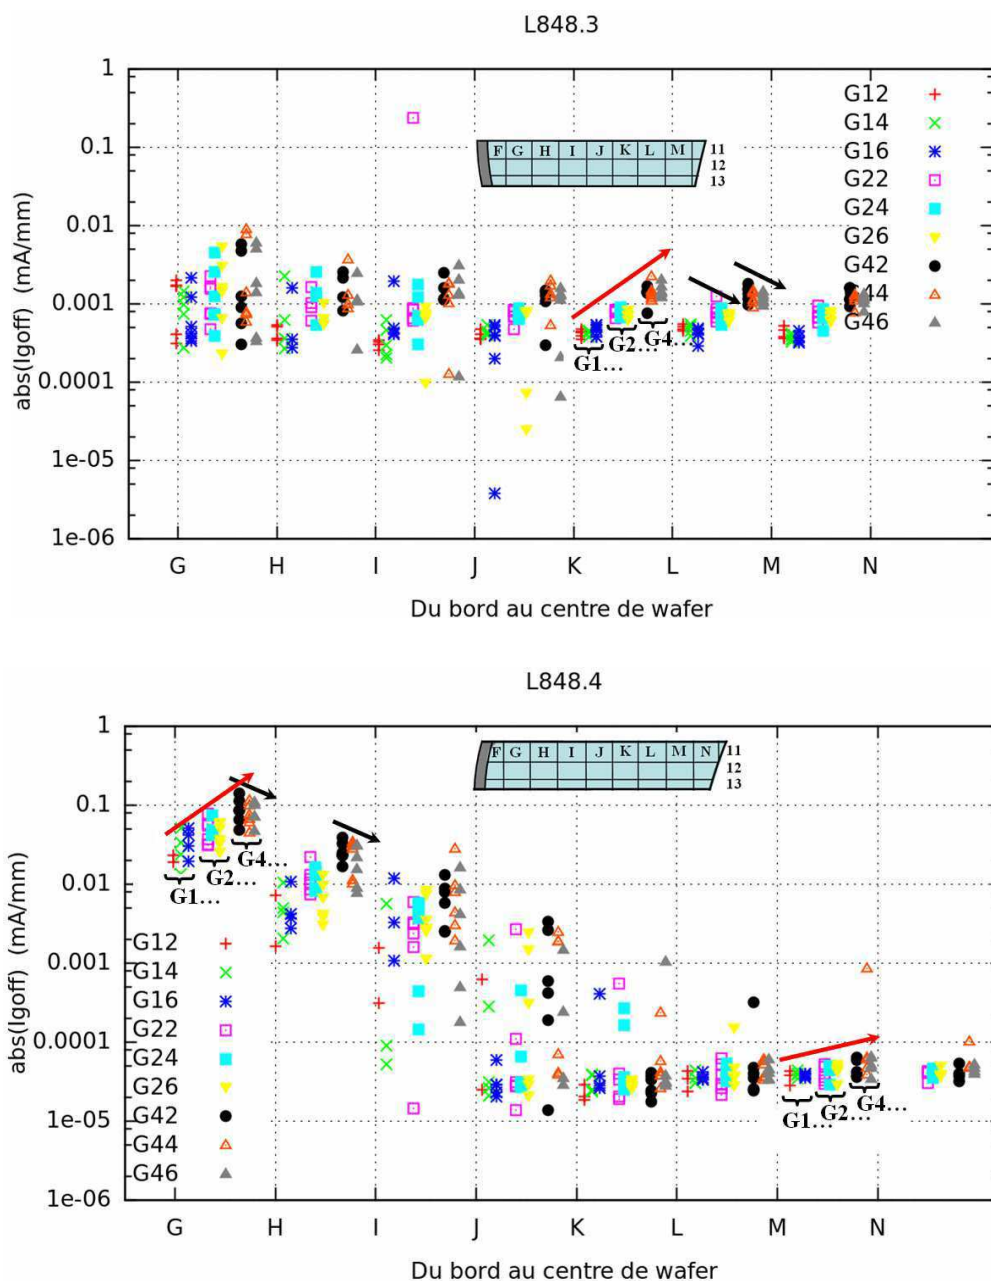 L848.3
1
0.1
0.01
0.001
0.0001
1e-05
1e-06
abs(Igoff) (mA/mm)
G12
G14
G16
G22
G24
G26
G42
G44
G46
F G H I J K L M
11
12
13
G1...
G2...
G4...
G H I J K L M N
Du bord au centre de wafer
L848.4
1
0.1
0.01
0.001
0.0001
1e-05
1e-06
abs(Igoff) (mA/mm)
F G H I J K L M N
11
12
13
G1...
G2...
G4...
G12
G14
G16
G22
G24
G26
G42
G44
G46
G1...
G2...
G4...
G H I J K L M N
Du bord au centre de wafer